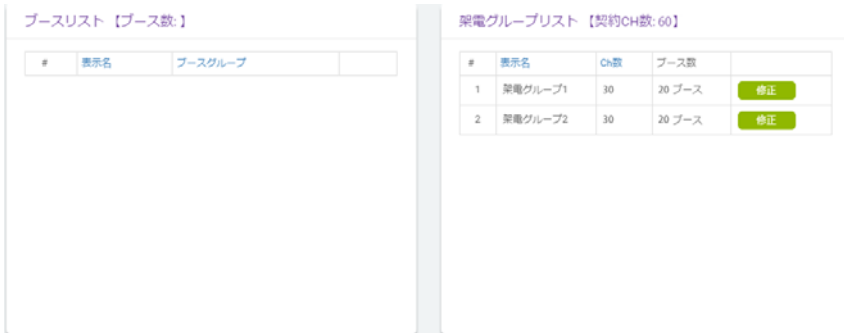 ブースリスト 【ブース数: 】
# 表示名 ブースグループ
架電グループリスト 【契約CH数: 60】
# 表示名 Ch数 ブース数
1 架電グループ1 30 20 ブース 修正
2 架電グループ2 30 20 ブース 修正